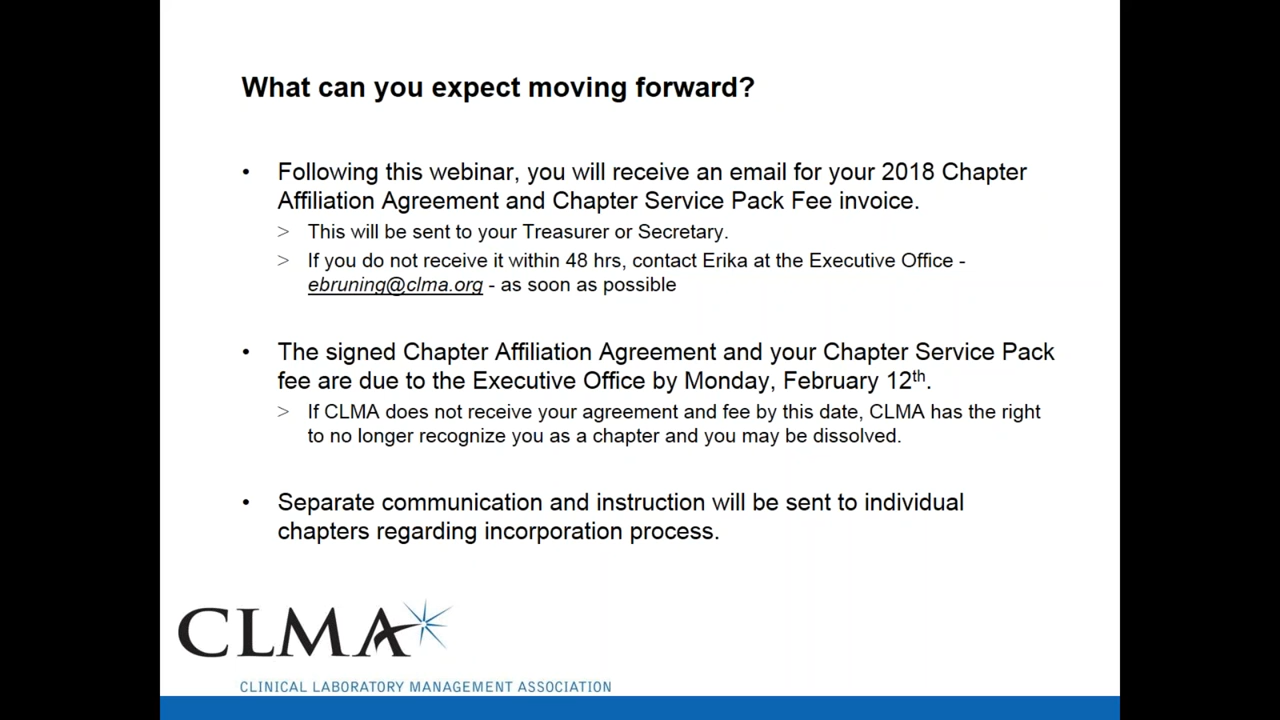 What can you expect moving forward?
• Following this webinar, you will receive an email for your 2018 Chapter
Affiliation Agreement and Chapter Service Pack Fee invoice.
> This will be sent to your Treasurer or Secretary.
> If you do not receive it within 48 hrs, contact Erika at the Executive Office -
ebruning@clma.org - as soon as possible
• The signed Chapter Affiliation Agreement and your Chapter Service Pack
fee are due to the Executive Office by Monday, February 12th.
> If CLMA does not receive your agreement and fee by this date, CLMA has the right
to no longer recognize you as a chapter and you may be dissolved.
• Separate communication and instruction will be sent to individual
chapters regarding incorporation process.
CLMA
CLINICAL LABORATORY MANAGEMENT ASSOCIATION